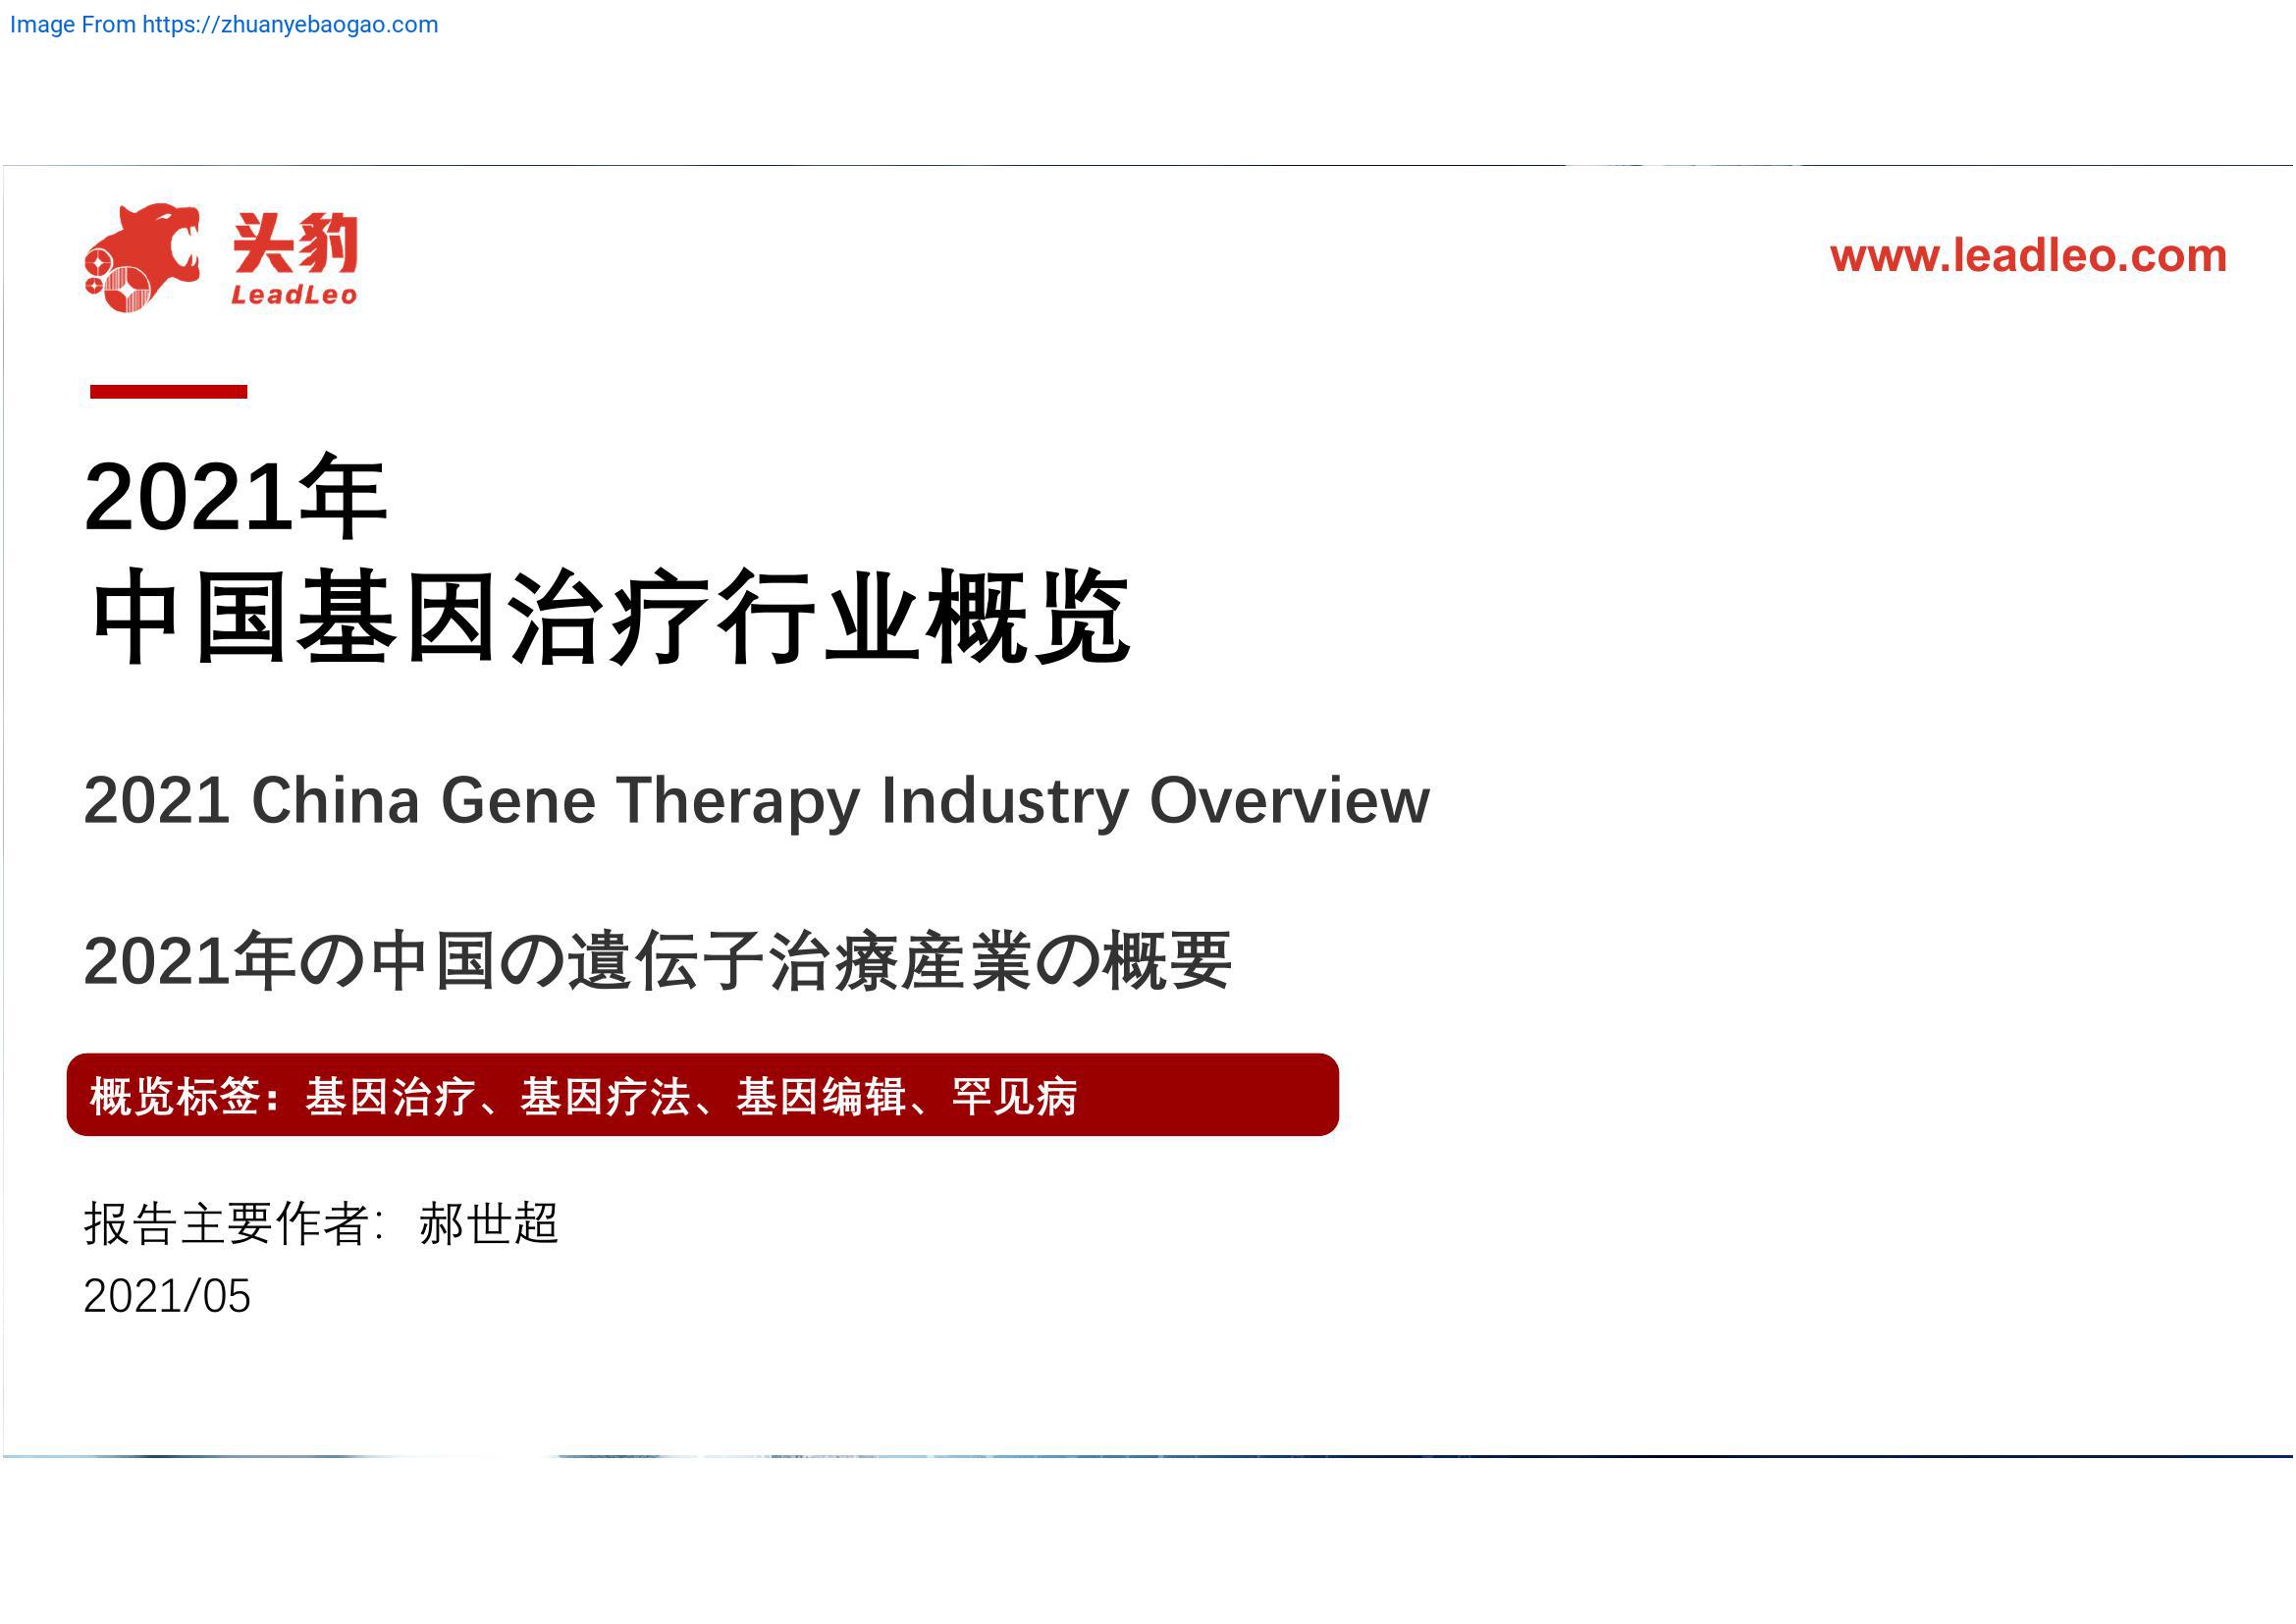 Image From https://zhuanyebaogao.com
头豹
LeadLeo
www.leadleo.com
2021年
中国基因治疗行业概览
2021 China Gene Therapy Industry Overview
2021年の中国の遺伝子治療産業の概要
概览标签：基因治疗、基因疗法、基因编辑、罕见病
报告主要作者：郝世超
2021/05